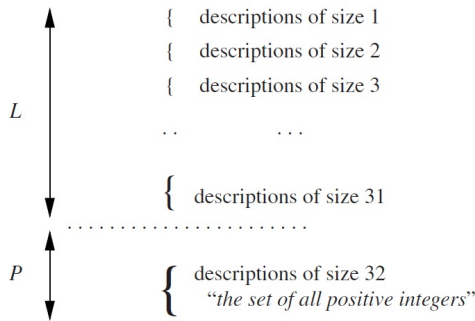 { descriptions of size 1
{ descriptions of size 2
{ descriptions of size 3
L
. . . . .
{ descriptions of size 31
. . . . . . . . . . . . . . . . . . . . . . . .
P
{ descriptions of size 32
“the set of all positive integers”